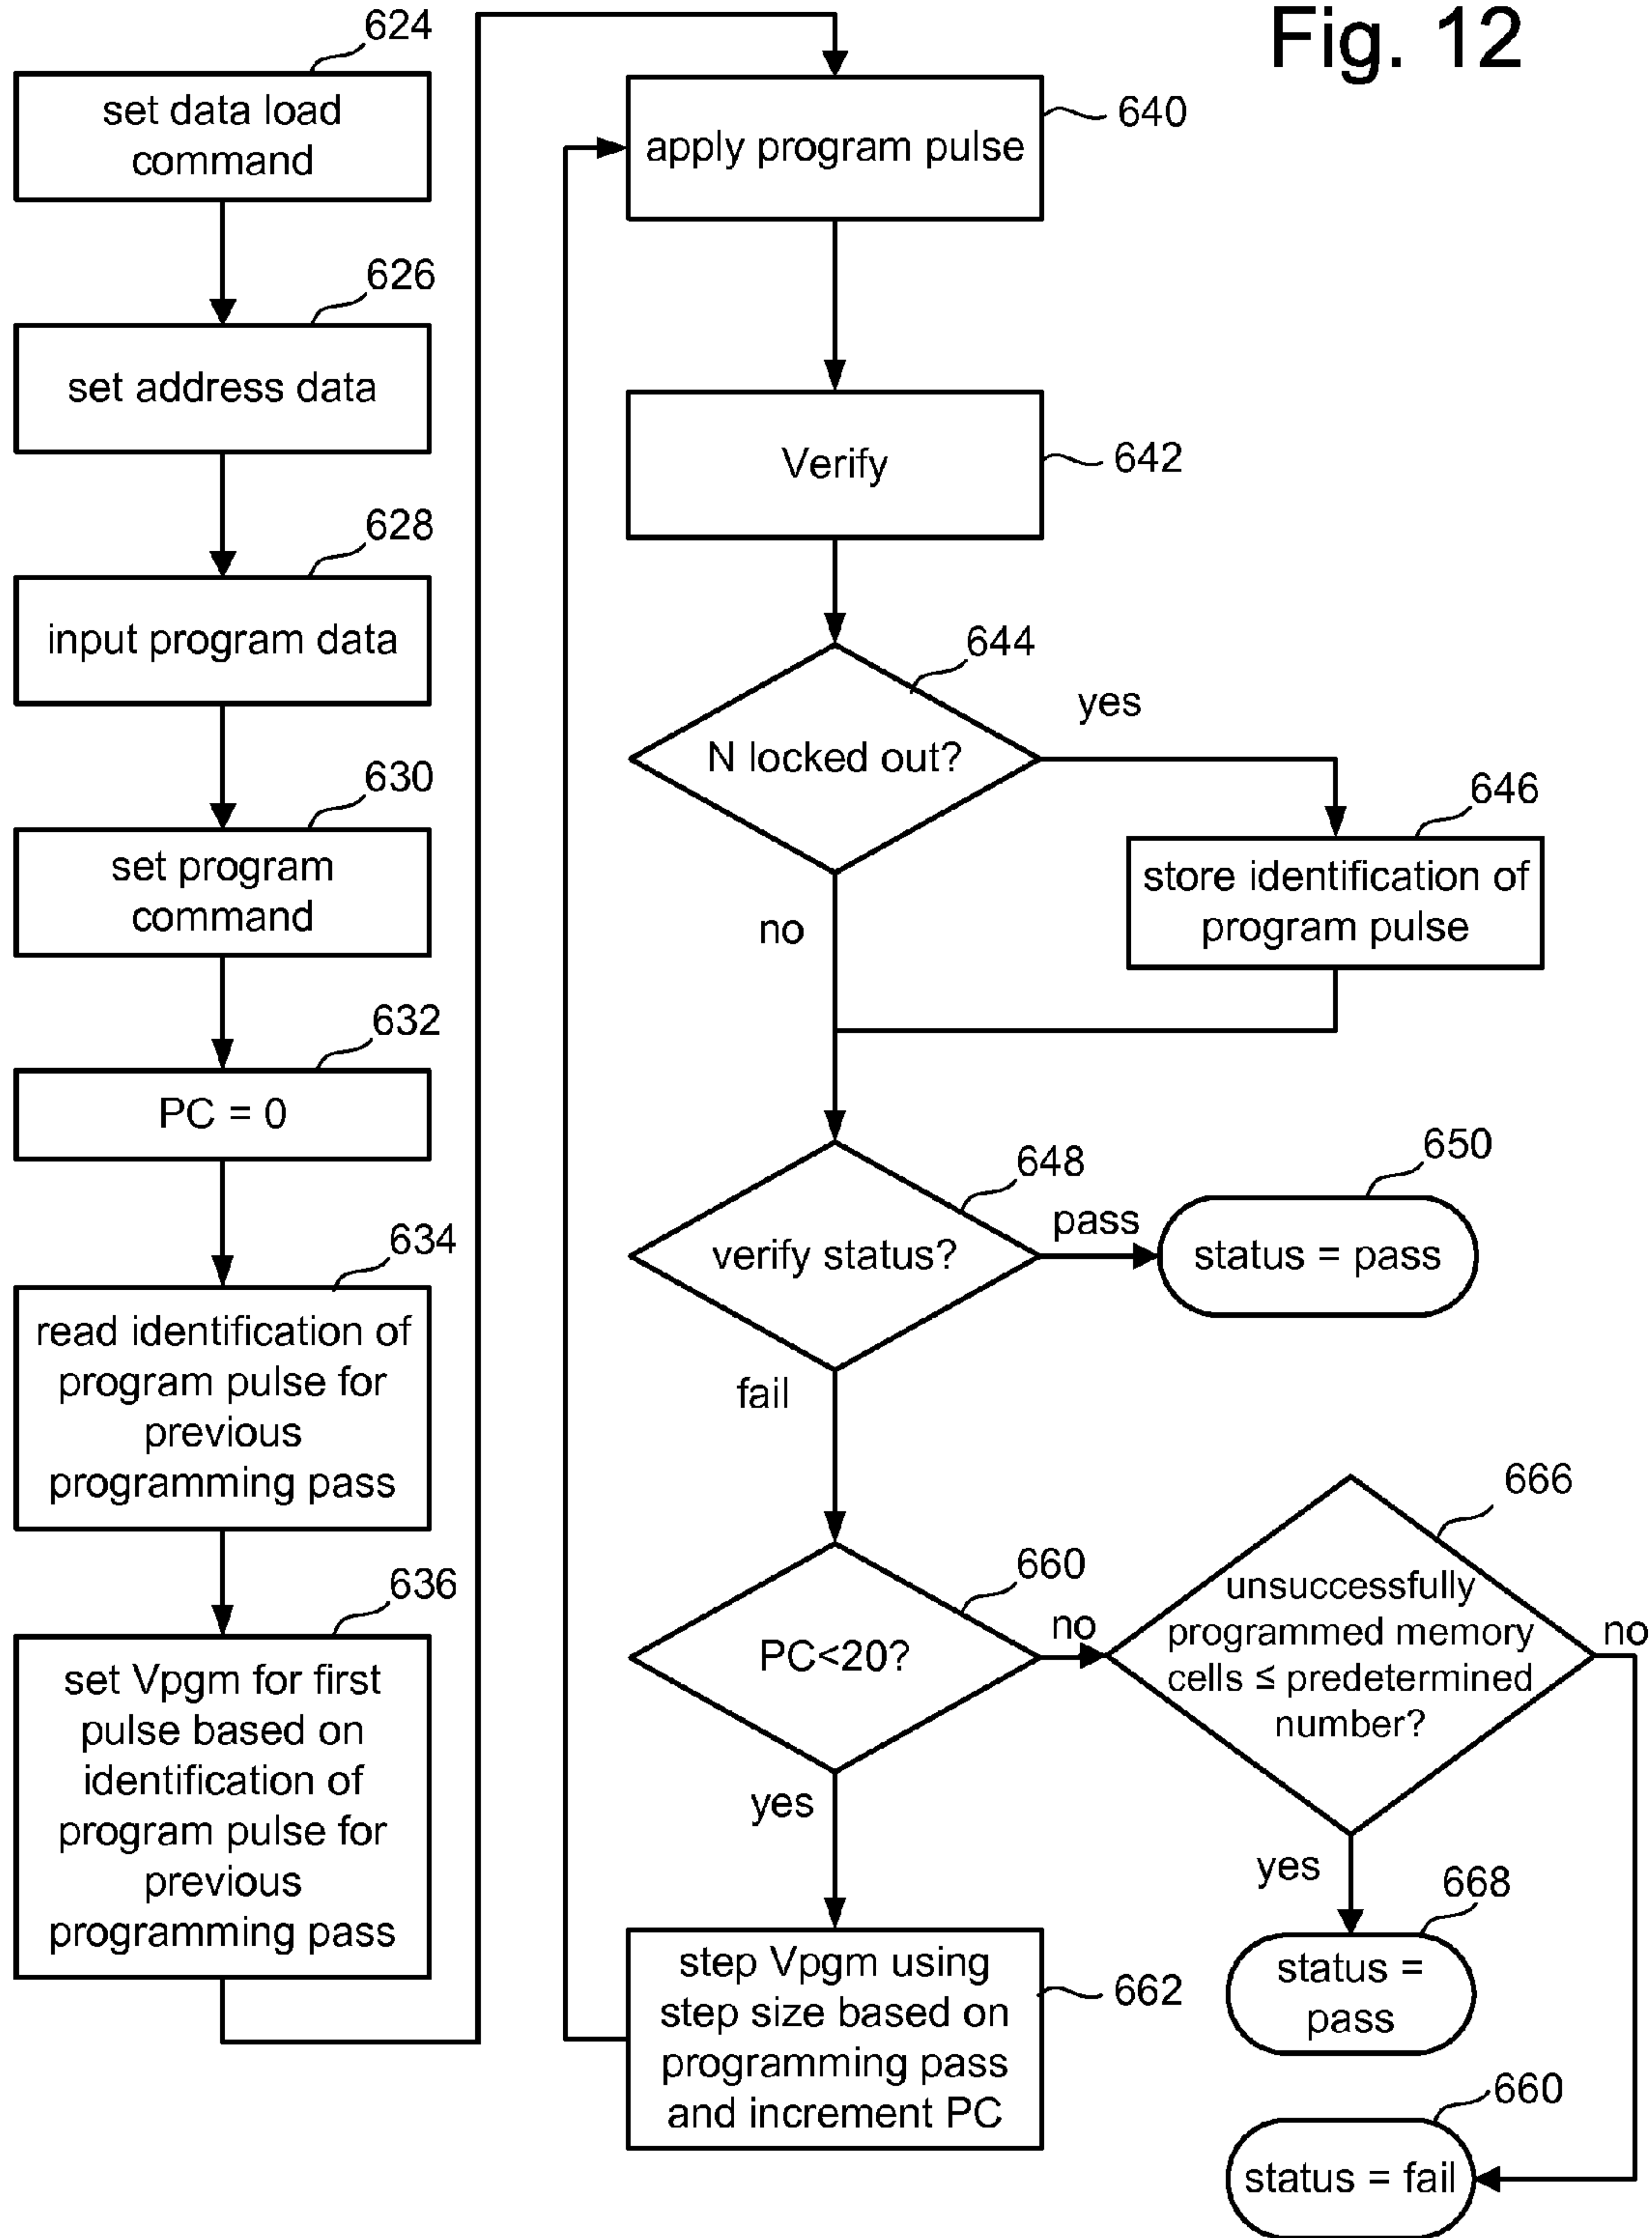 Fig. 12
624
set data load
command
626
set address data
628
input program data
630
set program
command
632
PC = 0
634
read identification of
program pulse for
previous
programming pass
636
set Vpgm for first
pulse based on
identification of
program pulse for
previous
programming pass
640
apply program pulse
642
Verify
644
N locked out?
yes
no
646
store identification of
program pulse
648
verify status?
pass
650
status = pass
fail
660
PC<20?
no
666
unsuccessfully
programmed memory
cells ≤ predetermined
number?
no
yes
yes
662
step Vpgm using
step size based on
programming pass
and increment PC
668
status =
pass
660
status = fail